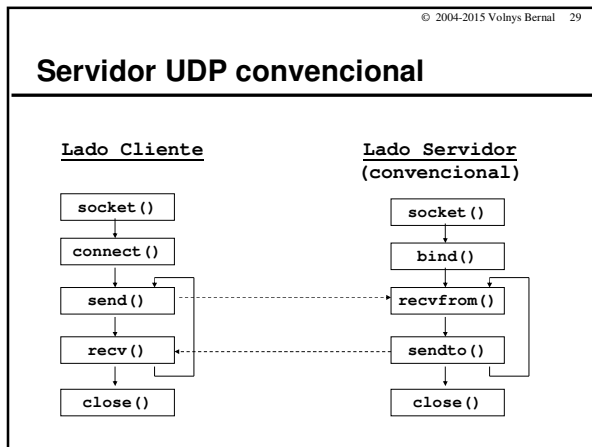 © 2004-2015 Volnys Bernal 29
Servidor UDP convencional
Lado Cliente
socket()
connect()
send()
recv()
close()
Lado Servidor
(convencional)
socket()
bind()
recvfrom()
sendto()
close()